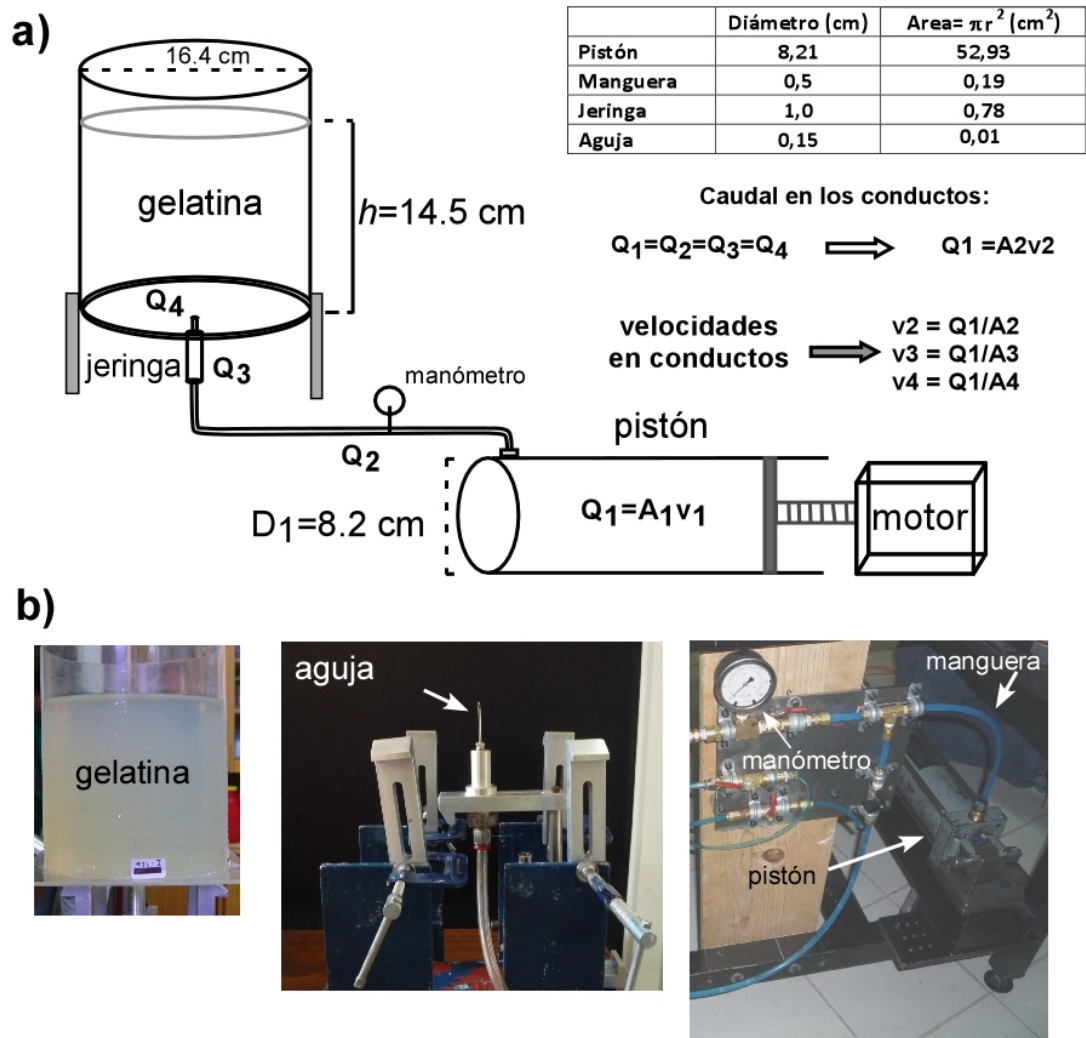 a)
16.4 cm
gelatina
h=14.5 cm
Q4
jeringa
Q3
manómetro
Q2
pistón
D1=8.2 cm
Q1=A1v1
motor
Diámetro (cm) Area= πr² (cm²)
Pistón 8,21 52,93
Manguera 0,5 0,19
Jeringa 1,0 0,78
Aguja 0,15 0,01
Caudal en los conductos:
Q1=Q2=Q3=Q4 Q1 =A2v2
velocidades
en conductos
v2 = Q1/A2
v3 = Q1/A3
v4 = Q1/A4
b)
gelatina
aguja
manguera
manómetro
pistón